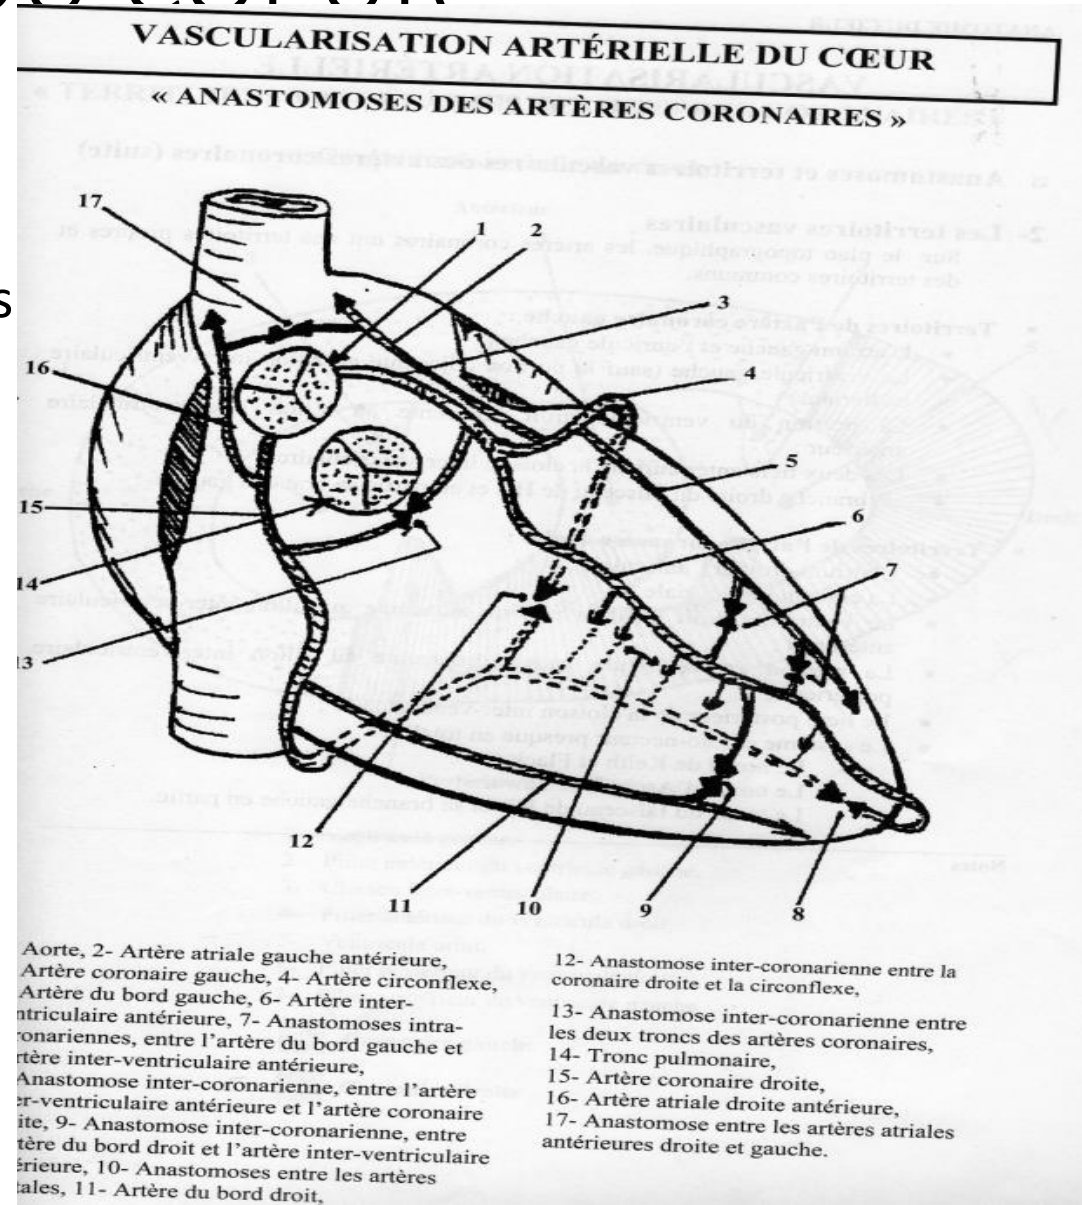 VASCULARISATION ARTÉRIELLE DU CŒUR
« ANASTOMOSES DES ARTÈRES CORONAIRES »
17
1
2
3
4
16
5
15
6
7
14
13
12
11
10
9
8
Aorte, 2- Artère atriale gauche antérieure,
Artère coronaire gauche, 4- Artère circonflexe,
Artère du bord gauche, 6- Artère inter-
ntriculaire antérieure, 7- Anastomoses intra-
onariennes, entre l'artère du bord gauche et
rtère inter-ventriculaire antérieure,
Anastomose inter-coronarienne, entre l'artère
er-ventriculaire antérieure et l'artère coronaire
ite, 9- Anastomose inter-coronarienne, entre
tère du bord droit et l'artère inter-ventriculaire
érieure, 10- Anastomoses entre les artères
tales, 11- Artère du bord droit,
12- Anastomose inter-coronarienne entre la
coronaire droite et la circonflexe,
13- Anastomose inter-coronarienne entre
les deux troncs des artères coronaires,
14- Tronc pulmonaire,
15- Artère coronaire droite,
16- Artère atriale droite antérieure,
17- Anastomose entre les artères atriales
antérieures droite et gauche.